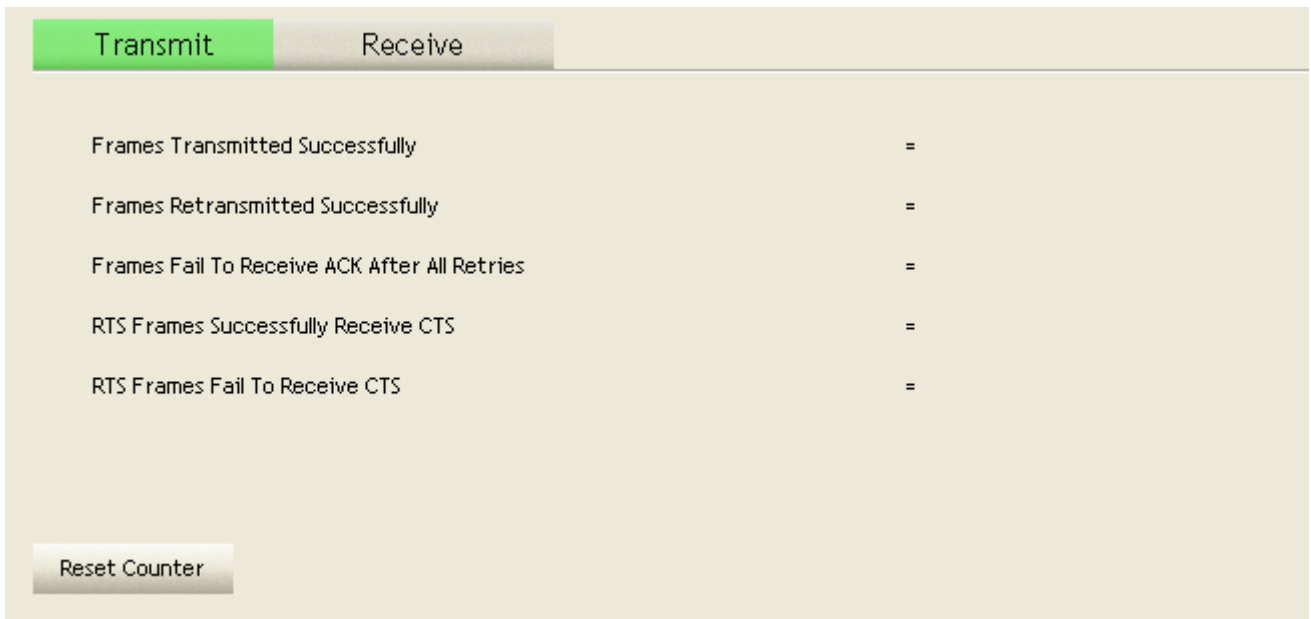 Transmit Receive
Frames Transmitted Successfully =
Frames Retransmitted Successfully =
Frames Fail To Receive ACK After All Retries =
RTS Frames Successfully Receive CTS =
RTS Frames Fail To Receive CTS =
Reset Counter